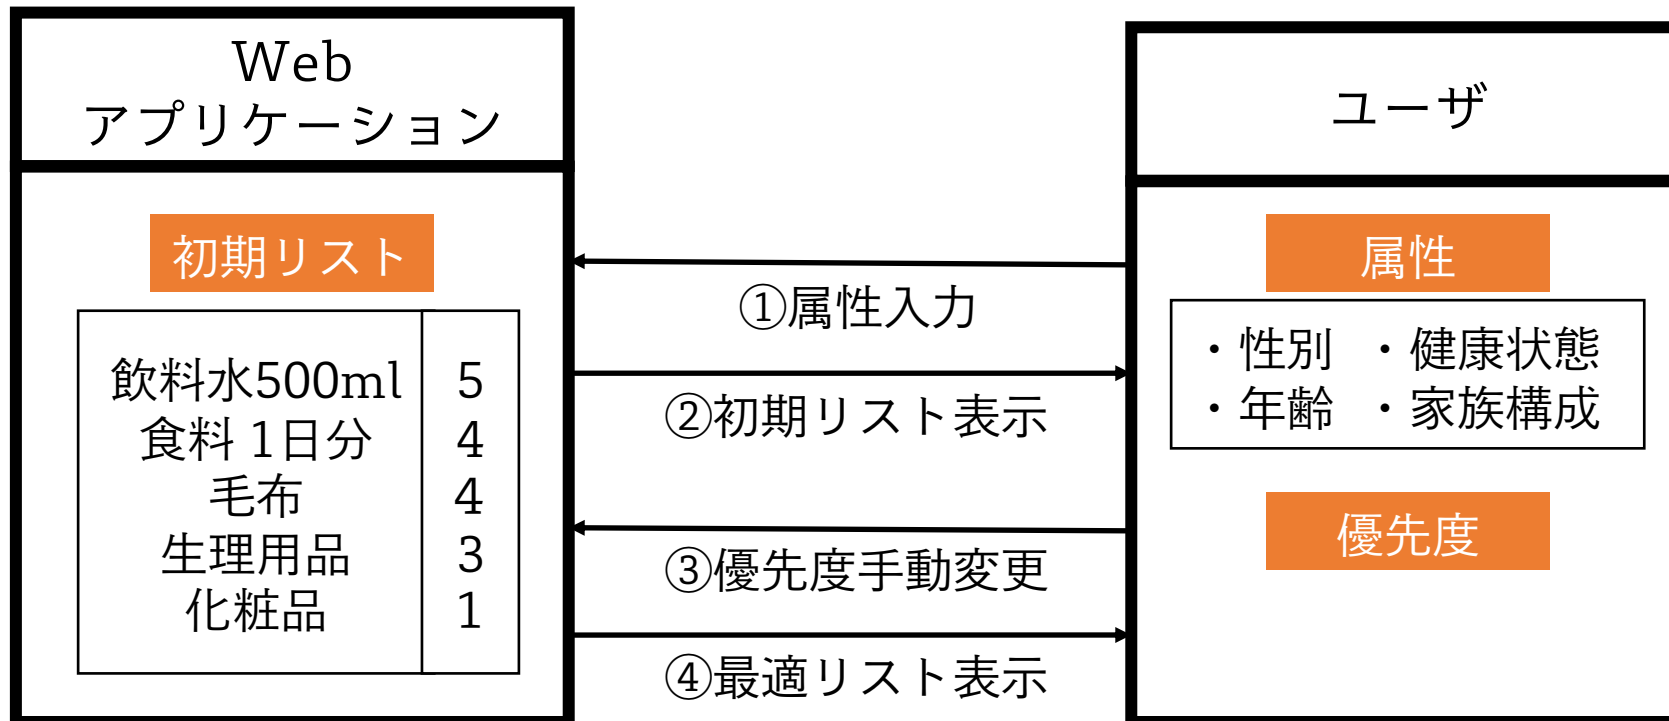 Web
アプリケーション
初期リスト
飲料水500ml 5
食料 1日分 4
毛布 4
生理用品 3
化粧品 1
①属性入力
②初期リスト表示
③優先度手動変更
④最適リスト表示
ユーザ
属性
・性別 ・健康状態
・年齢 ・家族構成
優先度